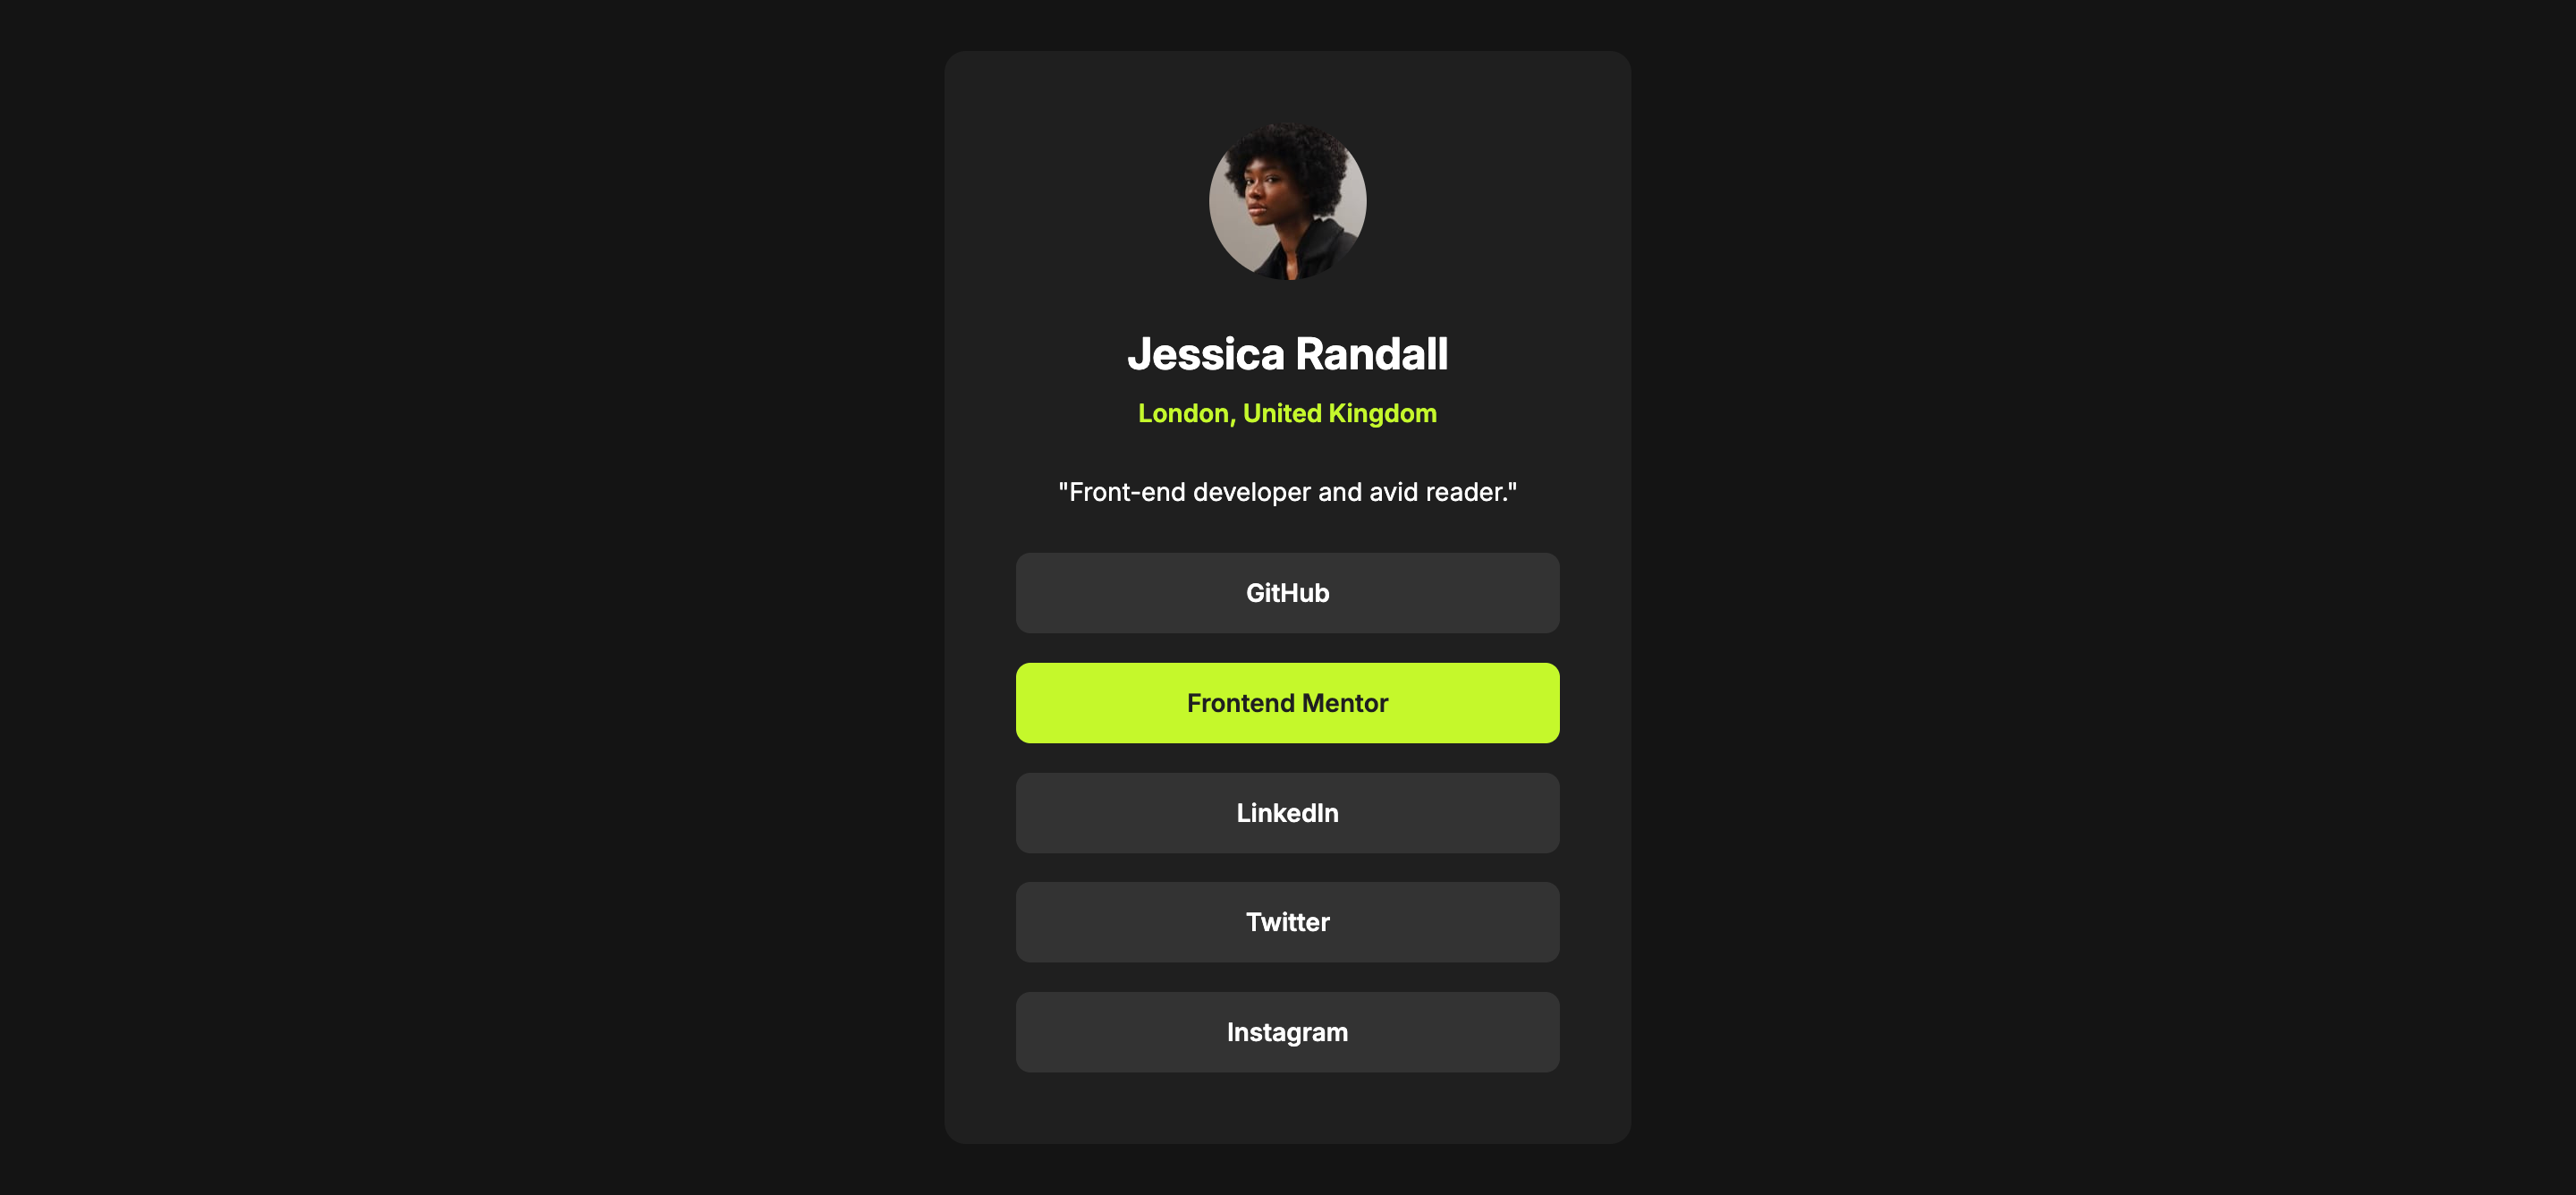 Jessica Randall
London, United Kingdom
"Front-end developer and avid reader."
GitHub
Frontend Mentor
LinkedIn
Twitter
Instagram